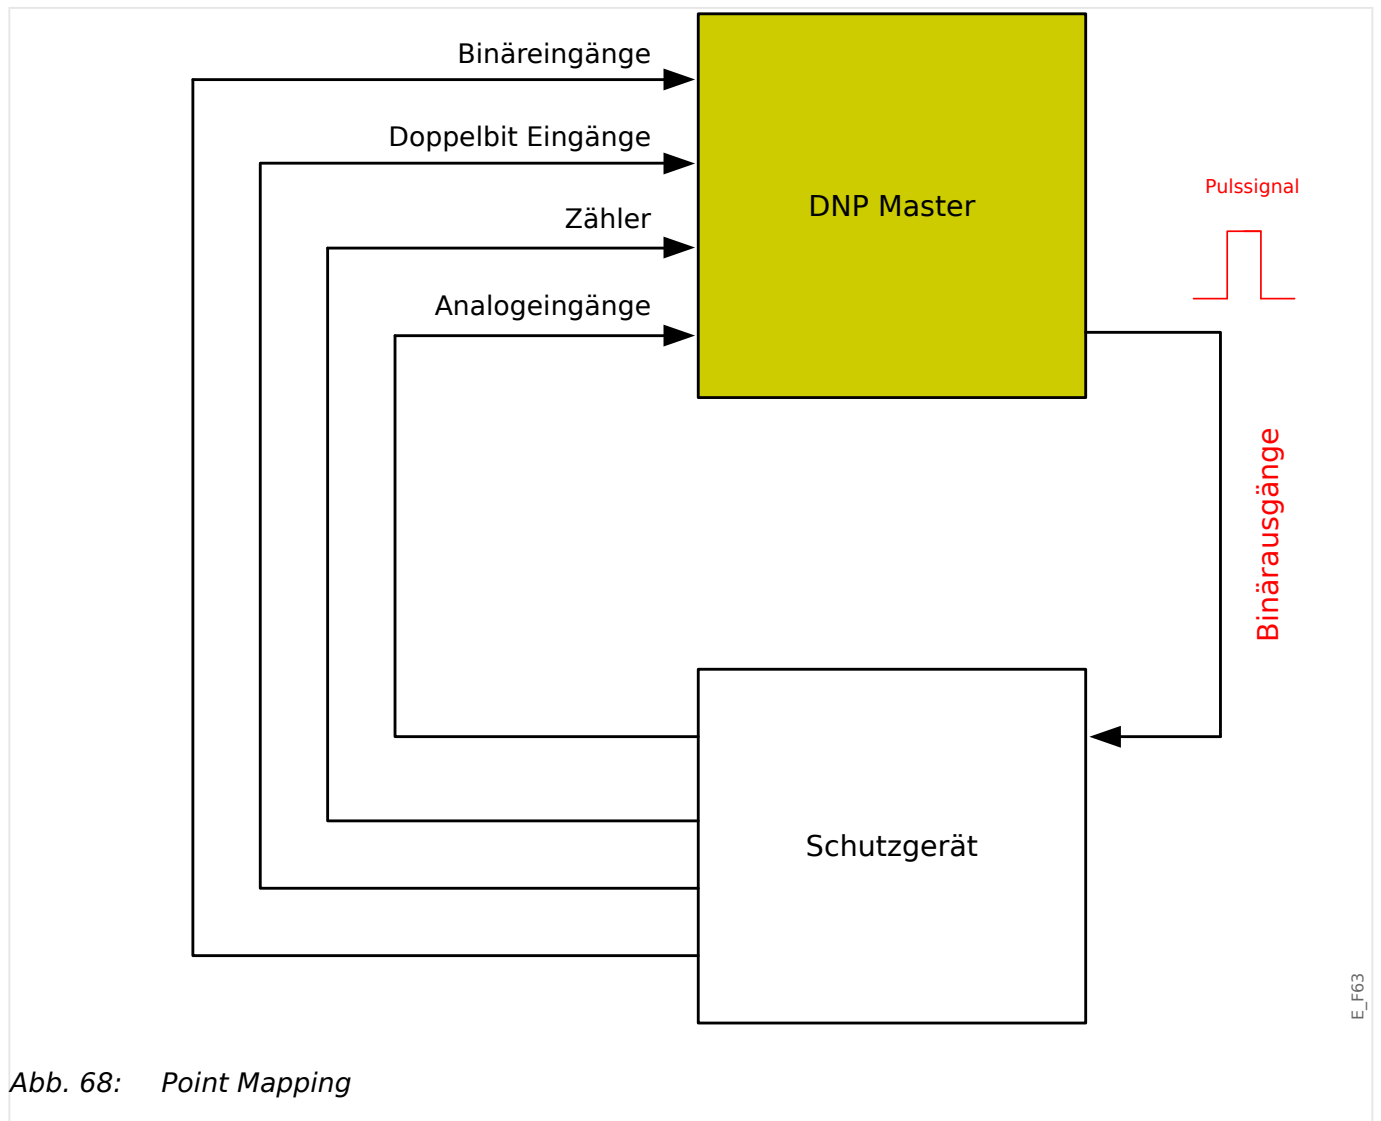 Binäreingänge
Doppelbit Eingänge
Zähler
Analogeingänge
DNP Master
Pulssignal
Binärausgänge
Schutzgerät
E_F63
Abb. 68: Point Mapping